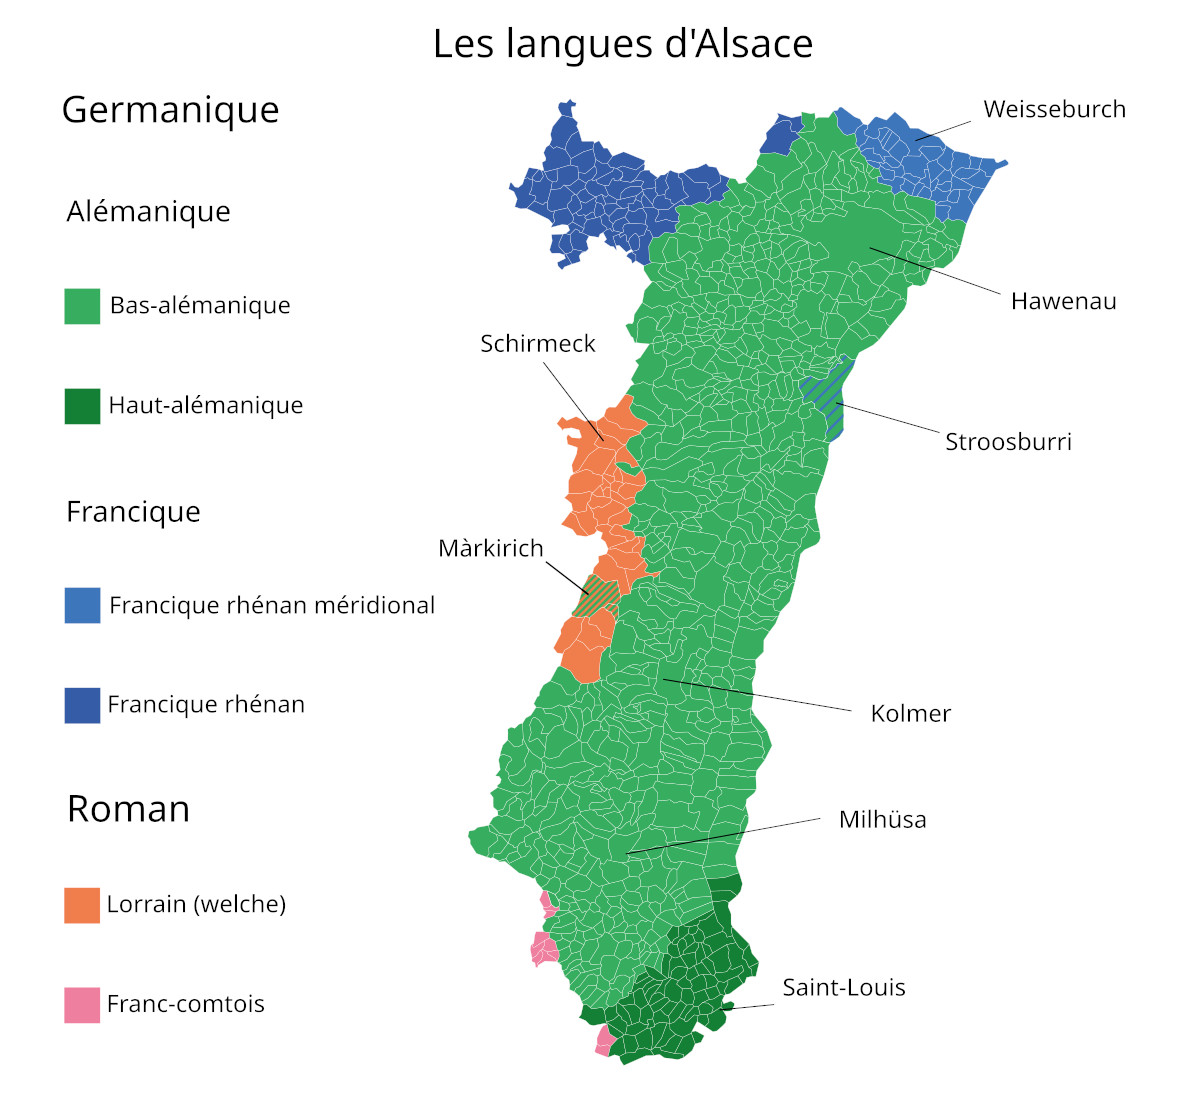 Les langues d'Alsace
Germanique
Alémanique
Bas-alémanique
Haut-alémanique
Francique
Francique rhénan méridional
Francique rhénan
Roman
Lorrain (welche)
Franc-comtois
Weisseburch
Hawenau
Schirmeck
Stroosburri
Màrkirich
Kolmer
Milhüsa
Saint-Louis